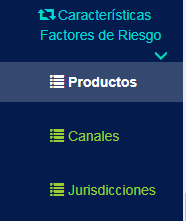 Características
Factores de Riesgo
Productos
Canales
Jurisdicciones